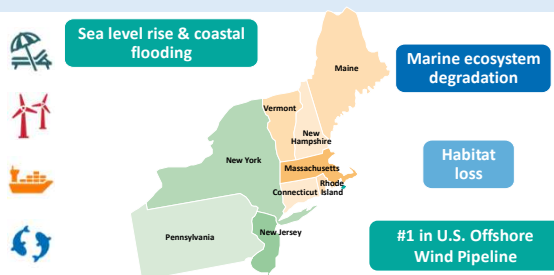 Sea level rise & coastal
flooding
Maine
Marine ecosystem
degradation
Vermont
New
Hampshire
New York
Massachusetts
Habitat
loss
Rhode
Island
Connecticut
Pennsylvania
New Jersey
#1 in U.S. Offshore
Wind Pipeline